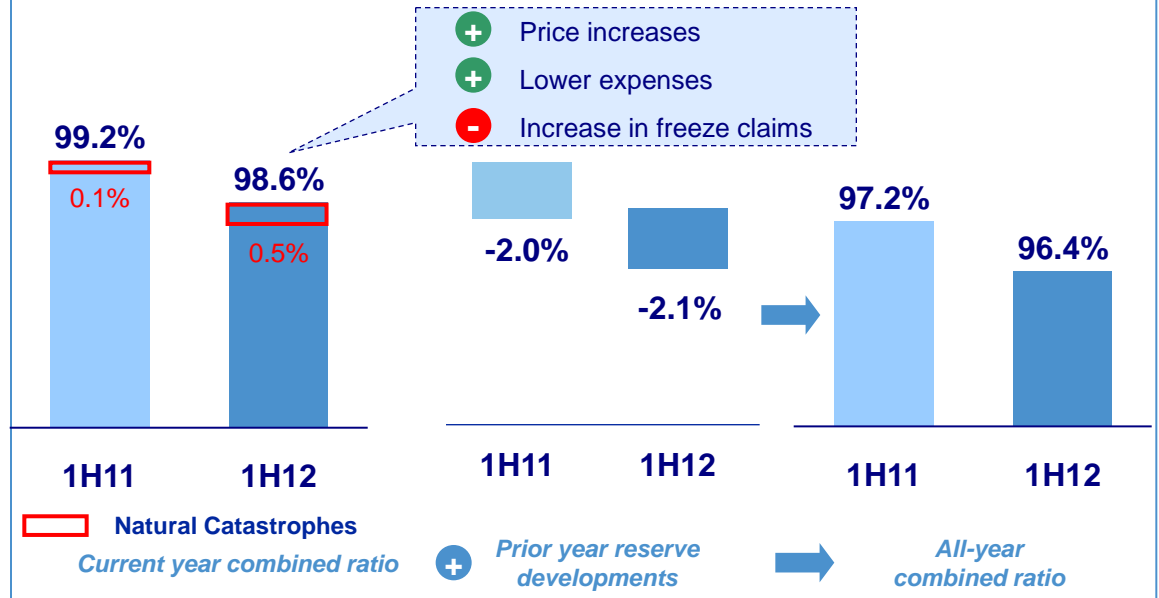 + Price increases
+ Lower expenses
- Increase in freeze claims
99.2%
0.1%
98.6%
0.5%
-2.0%
-2.1%
97.2%
96.4%
1H11
1H12
1H11
1H12
1H11
1H12
Natural Catastrophes
Current year combined ratio
+
Prior year reserve
developments
All-year
combined ratio